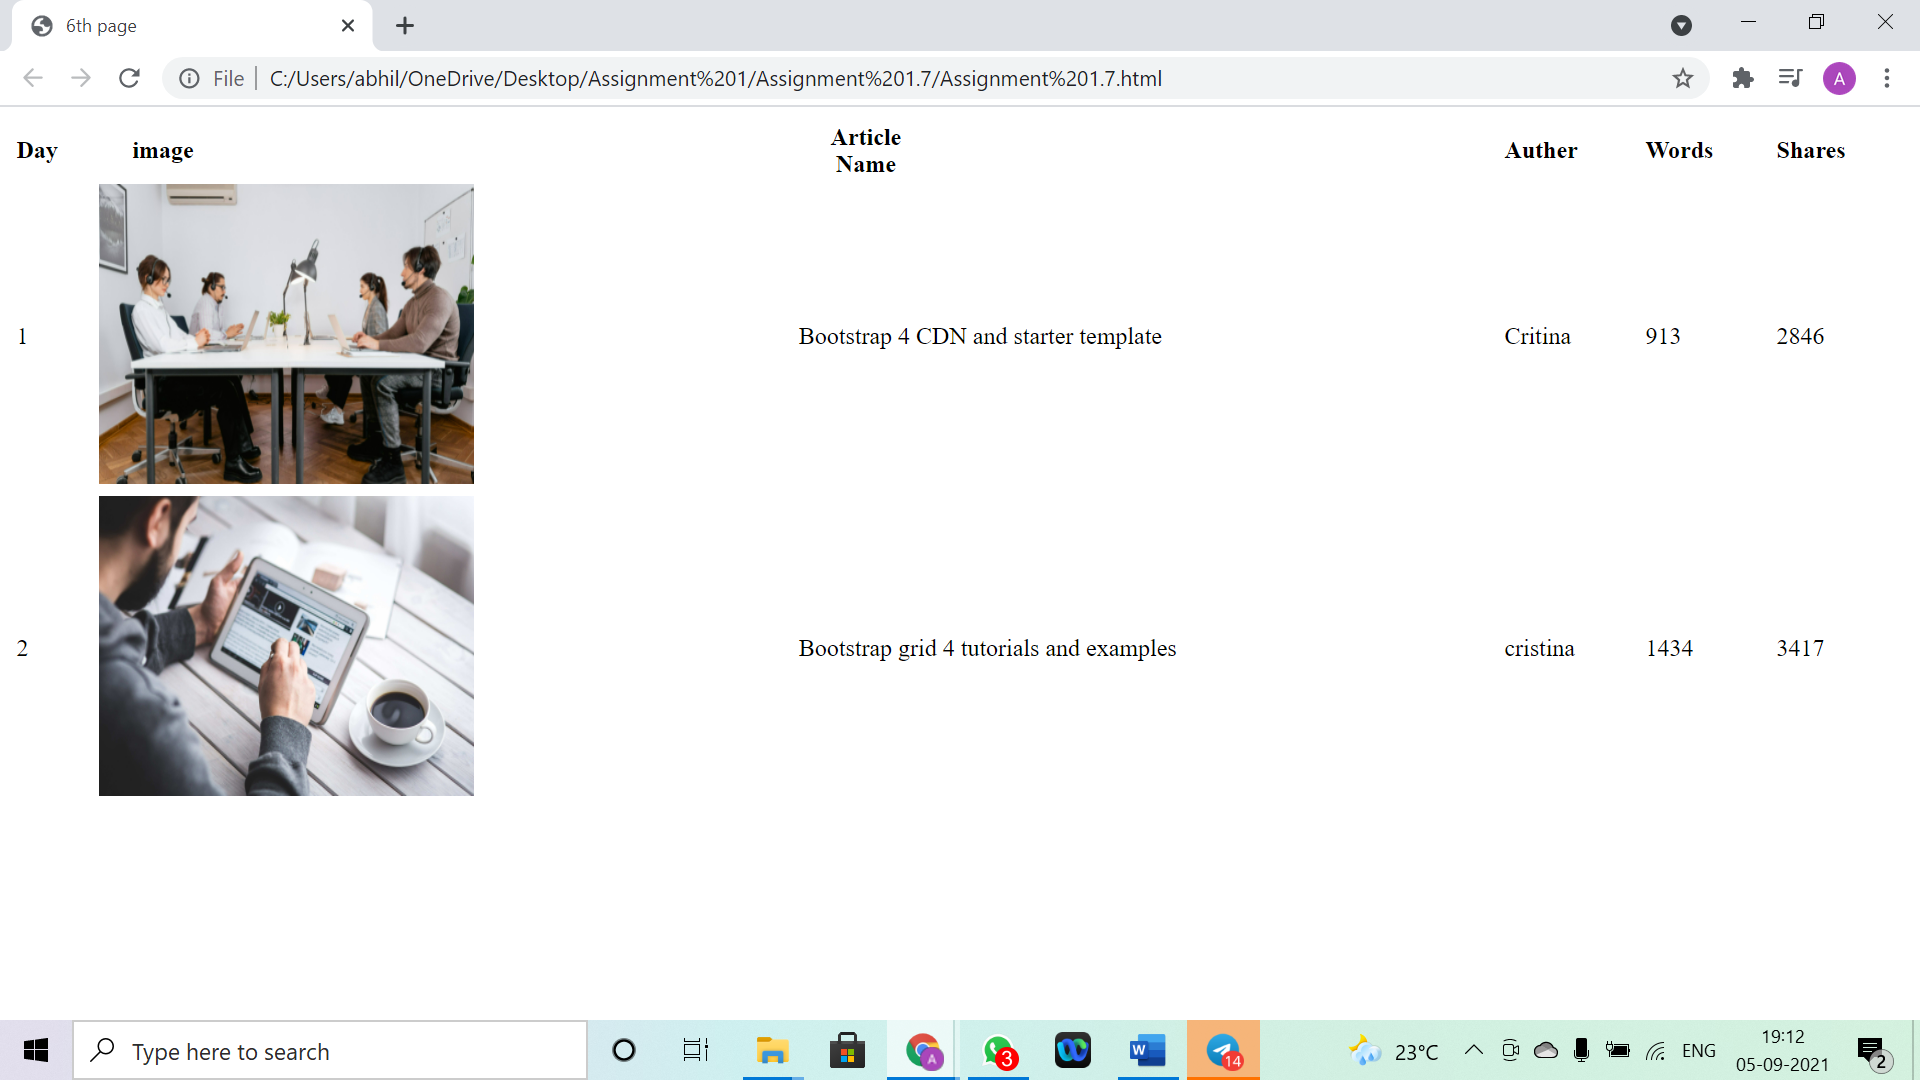 6th page
File
C:/Users/abhil/OneDrive/Desktop/Assignment%201/Assignment%201.7/Assignment%201.7.html
A
Day image Article Name Auther Words Shares
1 Bootstrap 4 CDN and starter template Critina 913 2846
2 Bootstrap grid 4 tutorials and examples cristina 1434 3417
Type here to search
A
3
W
14
23°C
ENG
19:12
05-09-2021
2